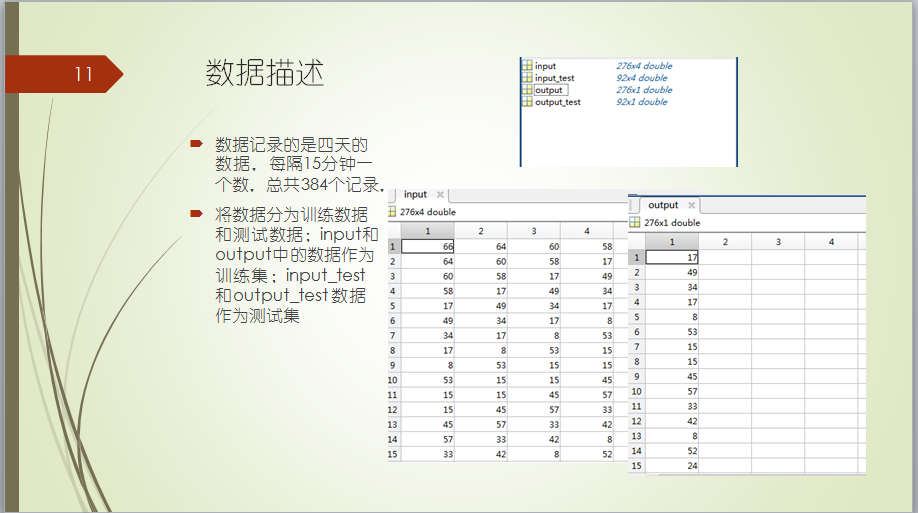 11
数据描述
数据记录的是四天的
数据，每隔15分钟一
个数，总共384个记录，
将数据分为训练数据
和测试数据；input和
output中的数据作为
训练集；input_test
和output_test数据
作为测试集
input 276x4 double
input_test 92x4 double
output 276x1 double
output_test 92x1 double
input
276x4 double
1 2 3 4
1 66 64 60 58
2 64 60 58 17
3 60 58 17 49
4 58 17 49 34
5 17 49 34 17
6 49 34 17 8
7 34 17 8 53
8 17 8 53 15
9 8 53 15 15
10 53 15 15 45
11 15 15 45 57
12 15 45 57 33
13 45 57 33 42
14 57 33 42 8
15 33 42 8 52
output
276x1 double
1 2 3 4
1 17
2 49
3 34
4 17
5 8
6 53
7 15
8 15
9 45
10 57
11 33
12 42
13 8
14 52
15 24